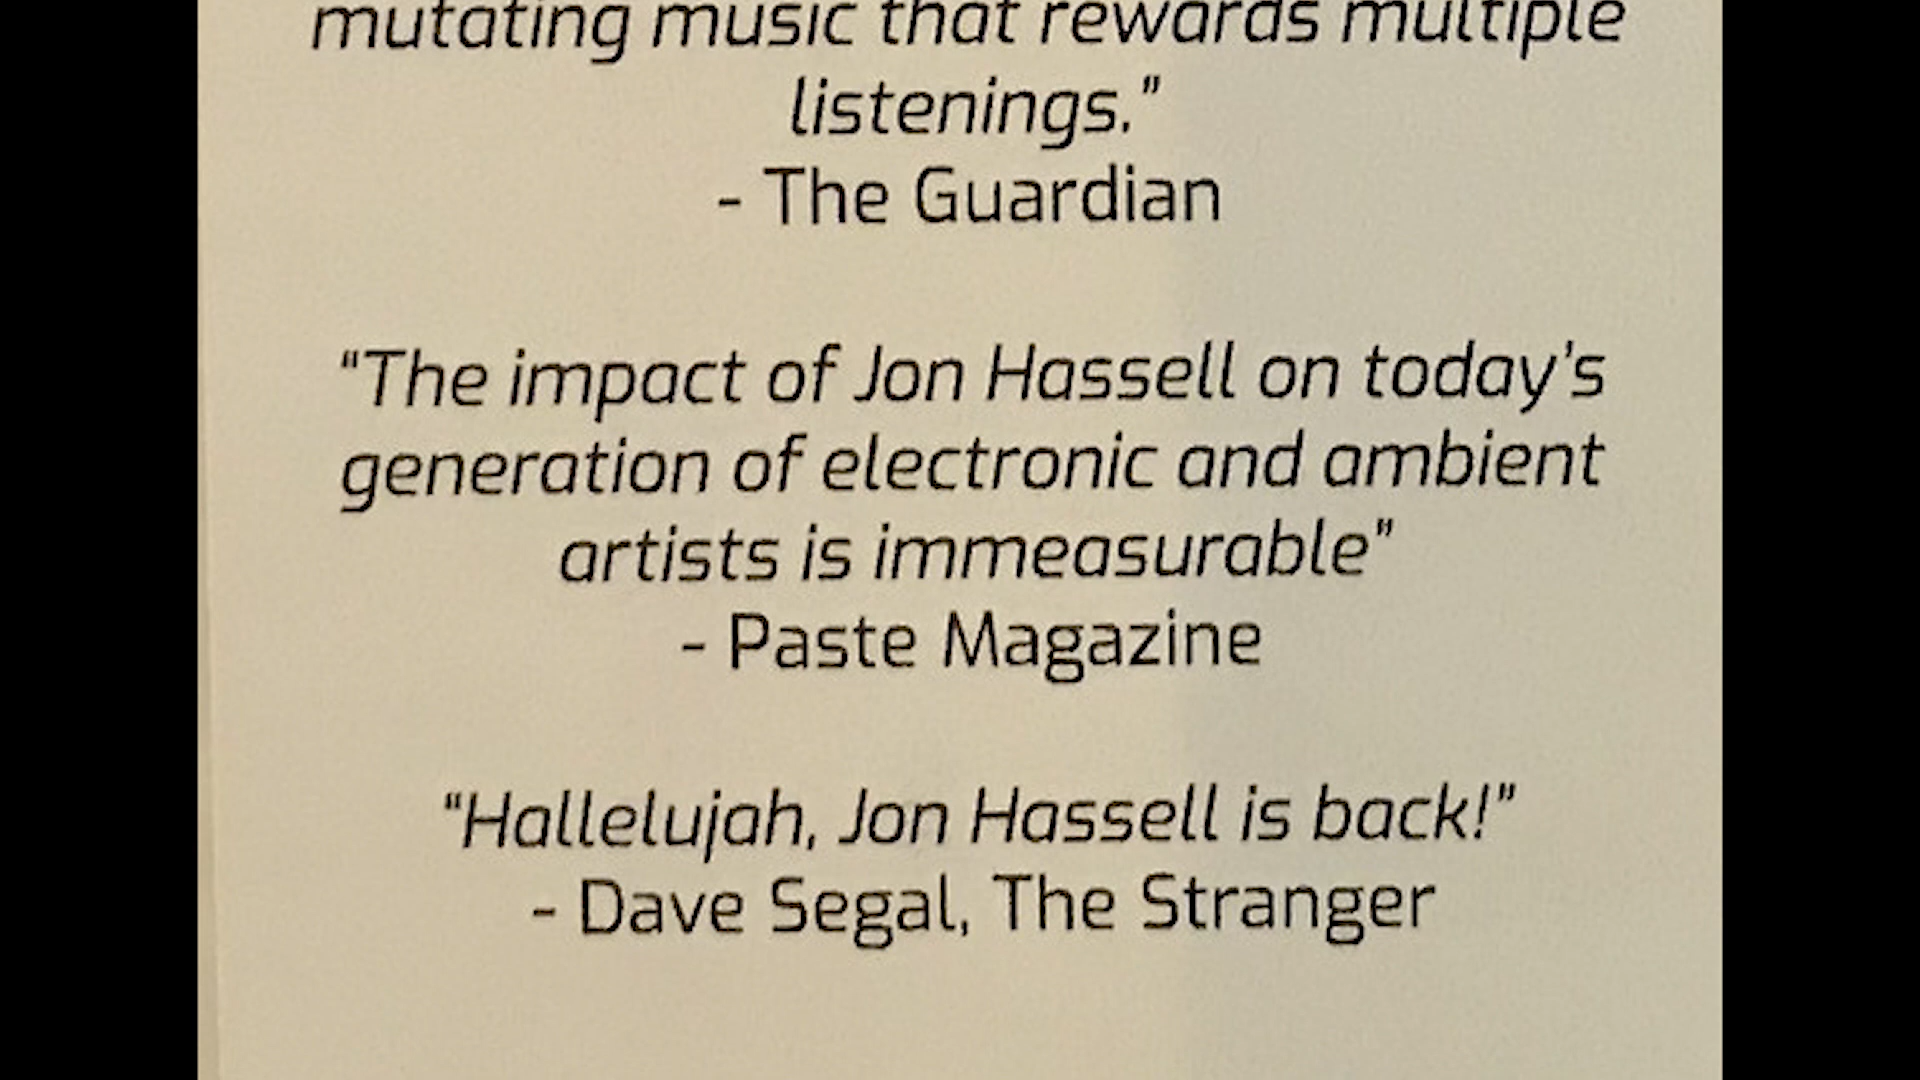 mutating music that rewards multiple
listenings.”
- The Guardian
“The impact of Jon Hassell on today’s
generation of electronic and ambient
artists is immeasurable”
- Paste Magazine
“Hallelujah, Jon Hassell is back!”
- Dave Segal, The Stranger